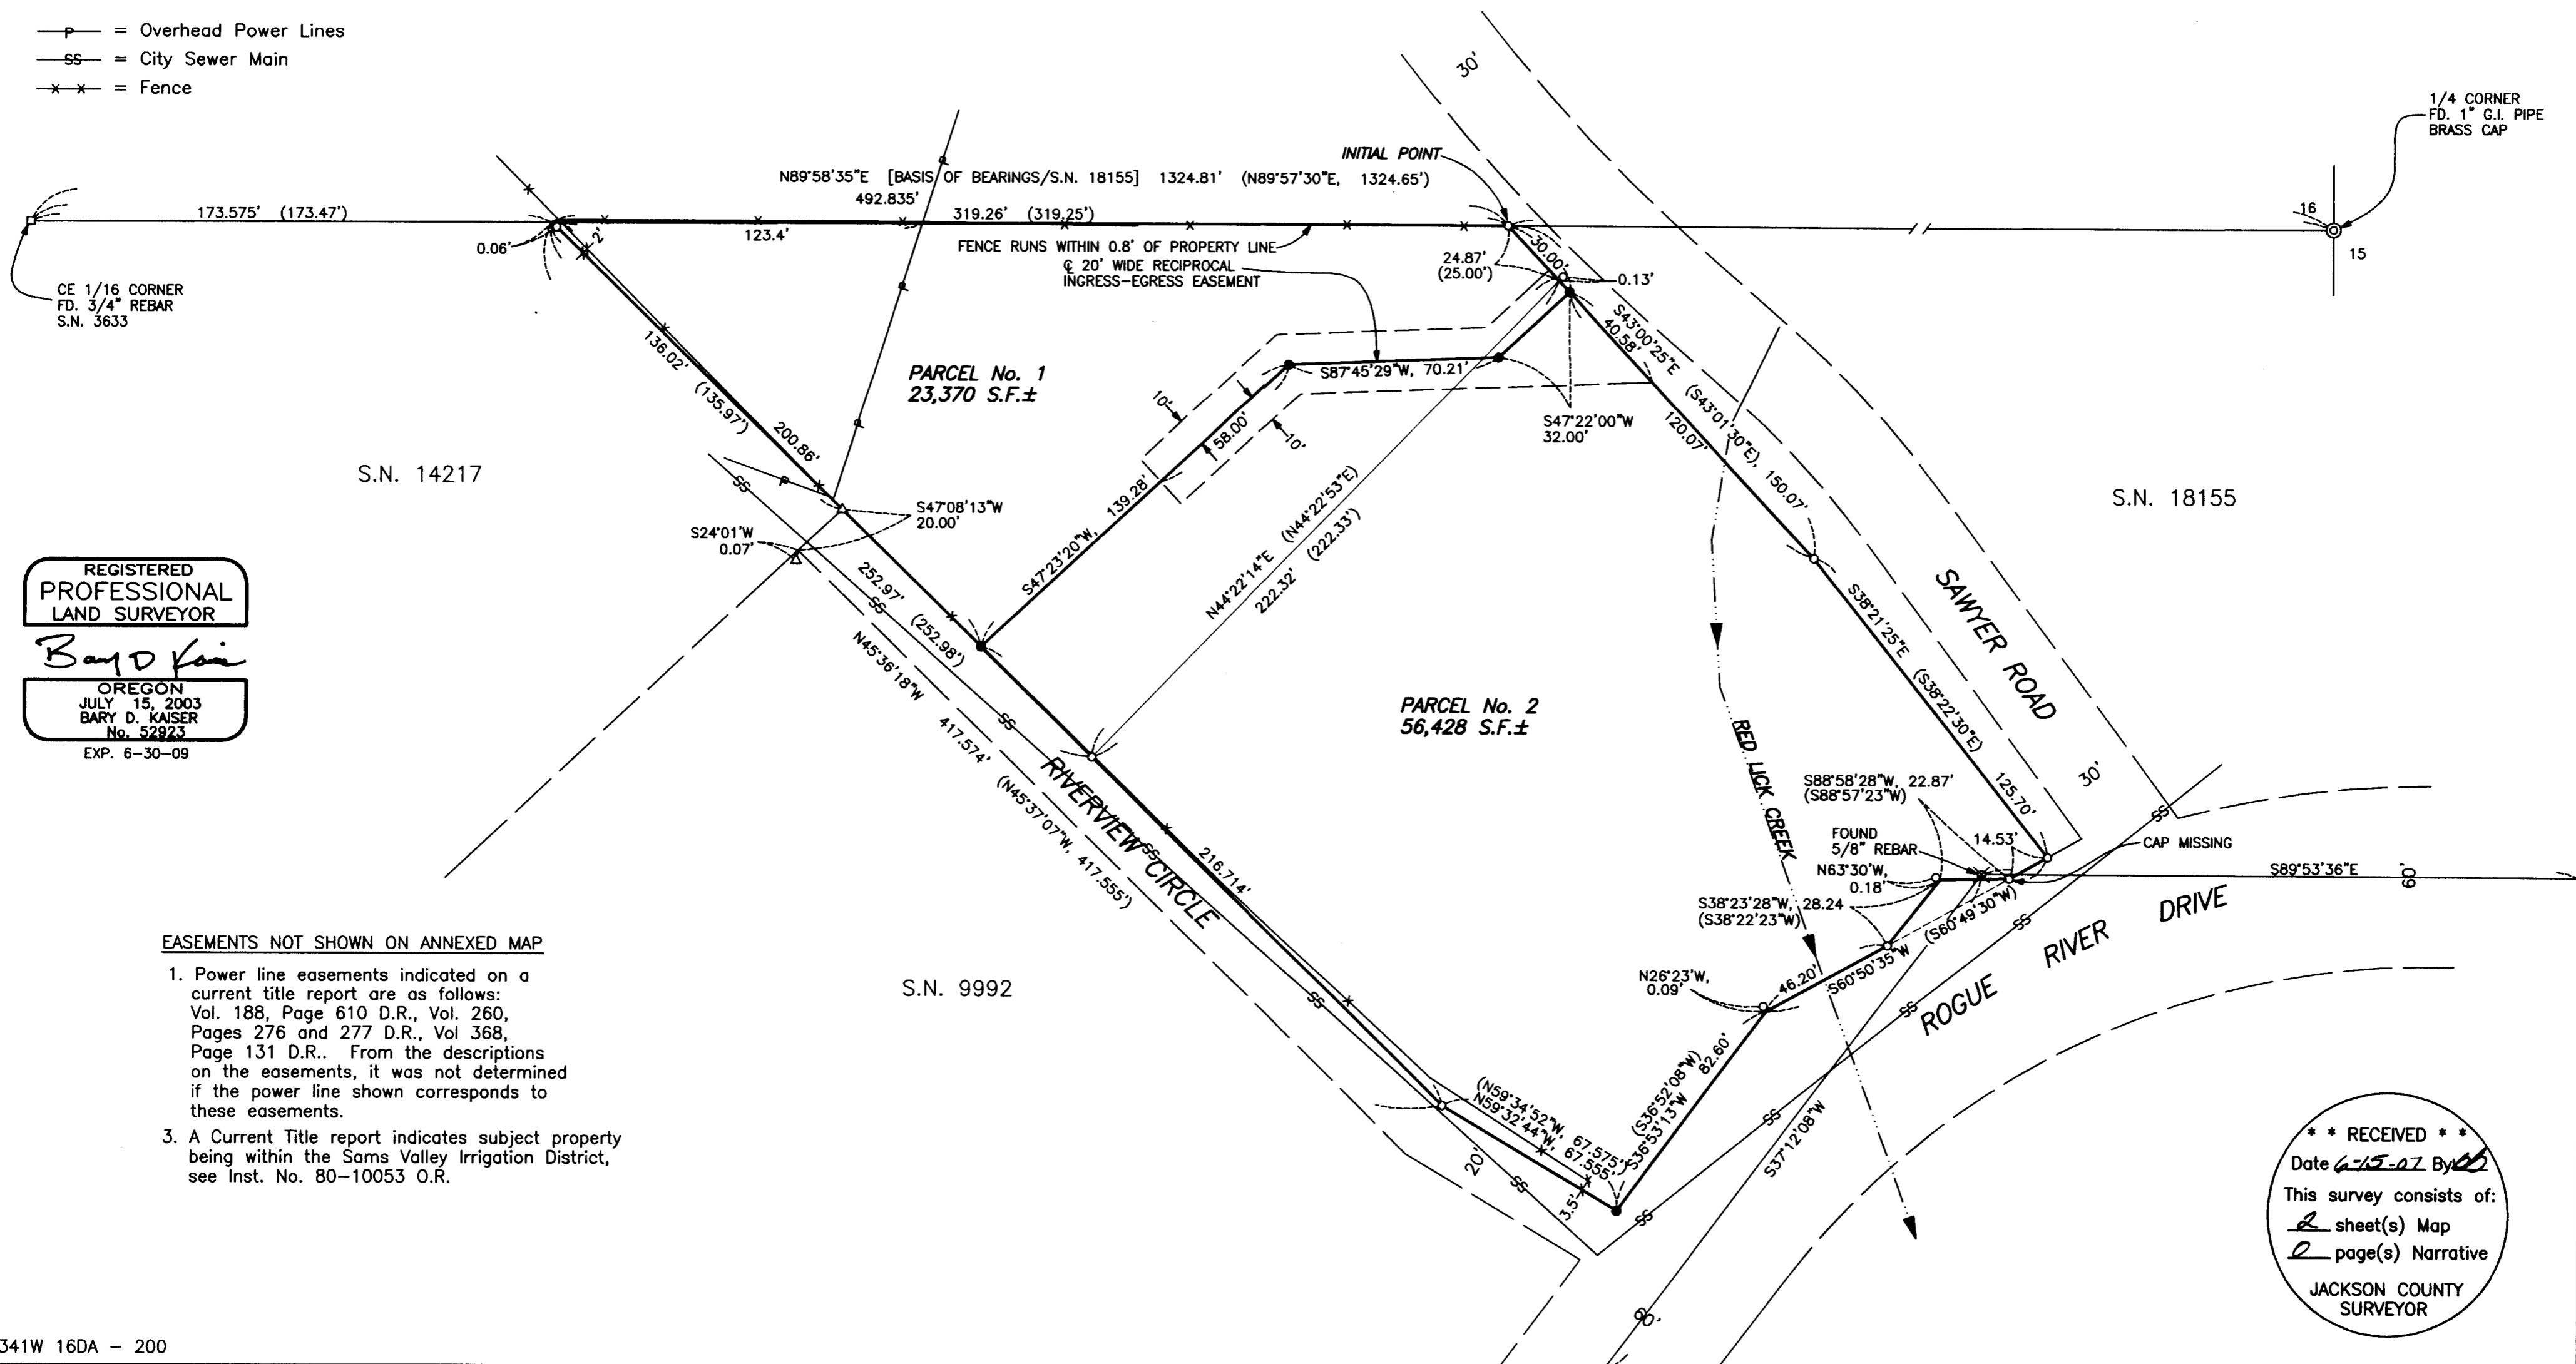 = Overhead Power Lines
= City Sewer Main
= Fence
P
SS
30'
1/4 CORNER
FD. 1" G.I. PIPE
BRASS CAP
INITIAL POINT
N89°58'35"E [BASIS OF BEARINGS/S.N. 18155] 1324.81' (N89°57'30"E, 1324.65')
492.835'
173.575' (173.47')
319.26' (319.25')
16
15
123.4'
2'
0.06'
FENCE RUNS WITHIN 0.8' OF PROPERTY LINE
℄ 20' WIDE RECIPROCAL
INGRESS-EGRESS EASEMENT
30.00'
24.87'
(25.00')
0.13'
CE 1/16 CORNER
FD. 3/4" REBAR
S.N. 3633
136.02' (135.97')
200.86'
PARCEL No. 1
23,370 S.F.±
S87°45'29"W, 70.21'
S43°00'25"E (S43°01'30"E), 150.07'
40.58'
120.07'
S47°22'00"W
32.00'
10'
58.00'
10'
S.N. 14217
S.N. 18155
S47°08'13"W
20.00'
S24°01'W
0.07'
S47°23'20"W, 139.28'
N44°22'14"E (N44°22'53"E)
222.32' (222.33')
REGISTERED
PROFESSIONAL
LAND SURVEYOR
Bary D Kaiser
OREGON
JULY 15, 2003
BARY D. KAISER
No. 52923
EXP. 6-30-09
252.97' (252.98')
N45°36'18"W 417.574' (N45°37'07"W, 417.555')
RIVERVIEW CIRCLE
216.714'
PARCEL No. 2
56,428 S.F.±
SAWYER ROAD
S38°21'25"E (S38°22'30"E) 125.70'
30'
RED LICK CREEK
S88°58'28"W, 22.87'
(S88°57'23"W)
FOUND
5/8" REBAR
14.53'
CAP MISSING
N63°30'W,
0.18'
S89°53'36"E
60'
S38°23'28"W, 28.24
(S38°22'23"W)
(S60°49'30"W)
S60°50'35"W
46.20'
N26°23'W,
0.09'
ROGUE RIVER DRIVE
EASEMENTS NOT SHOWN ON ANNEXED MAP
1. Power line easements indicated on a
current title report are as follows:
Vol. 188, Page 610 D.R., Vol. 260,
Pages 276 and 277 D.R., Vol 368,
Page 131 D.R.. From the descriptions
on the easements, it was not determined
if the power line shown corresponds to
these easements.
3. A Current Title report indicates subject property
being within the Sams Valley Irrigation District,
see Inst. No. 80-10053 O.R.
S.N. 9992
(N59°34'52"W, 67.575')
N59°32'44"W, 67.555'
(S36°52'08"W)
S36°53'13"W 82.60'
S37°12'08"W
20'
3.5'
60'
* * RECEIVED * *
Date 6-15-07 By
This survey consists of:
2 sheet(s) Map
0 page(s) Narrative
JACKSON COUNTY
SURVEYOR
341W 16DA - 200